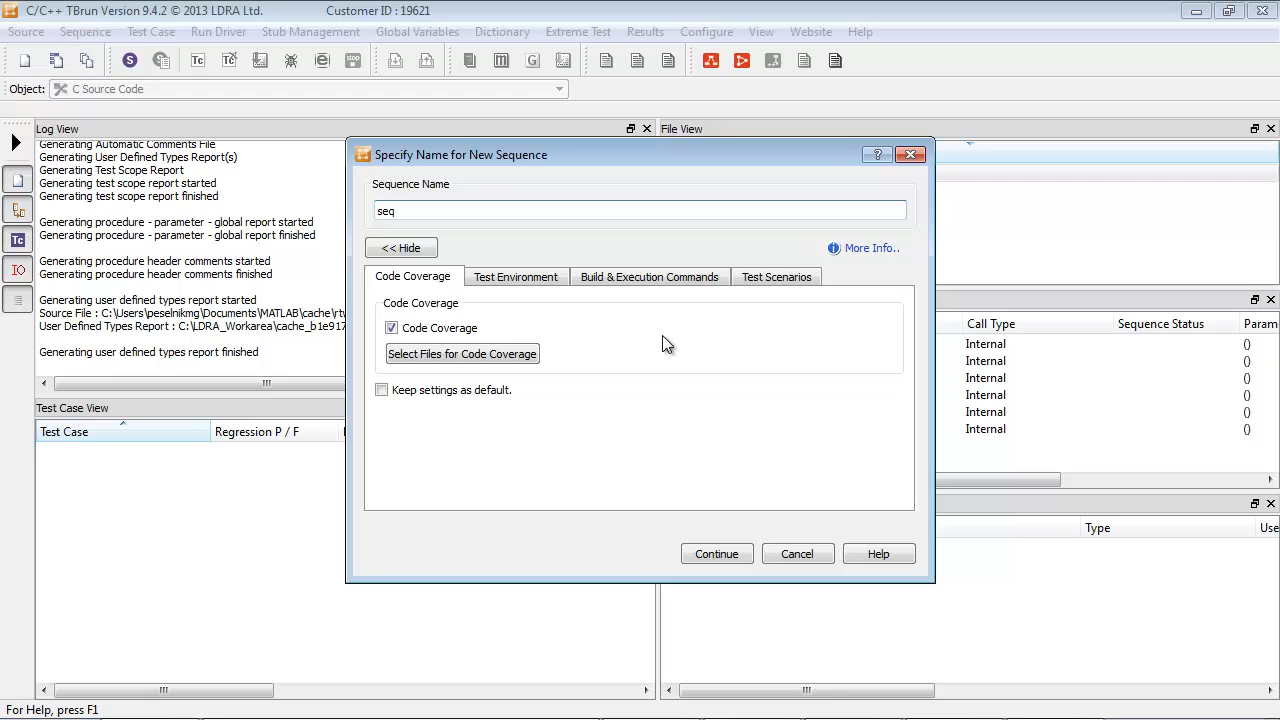 C/C++ TBrun Version 9.4.2 © 2013 LDRA Ltd. Customer ID : 19621
Source Sequence Test Case Run Driver Stub Management Global Variables Dictionary Extreme Test Results Configure View Website Help
S Tc Tc M G
Object: C Source Code
Log View
File View
Generating Automatic Comments File
Generating User Defined Types Report(s)
Generating Test Scope Report
Generating test scope report started
Generating test scope report finished
Generating procedure - parameter - global report started
Generating procedure - parameter - global report finished
Generating procedure header comments started
Generating procedure header comments finished
Generating user defined types report started
Source File : C:\Users\peselnikmg\Documents\MATLAB\cache\rt\
User Defined Types Report : C:\LDRA_Workarea\cache_b1e917
Generating user defined types report finished
Tc
Test Case View
Test Case Regression P / F
Specify Name for New Sequence
?
Sequence Name
seq
<< Hide
More Info..
Code Coverage Test Environment Build & Execution Commands Test Scenarios
Code Coverage
Code Coverage
Select Files for Code Coverage
Keep settings as default.
Continue Cancel Help
Call Type Sequence Status Param
Internal ()
Internal ()
Internal ()
Internal ()
Internal ()
Internal ()
Type Use
For Help, press F1